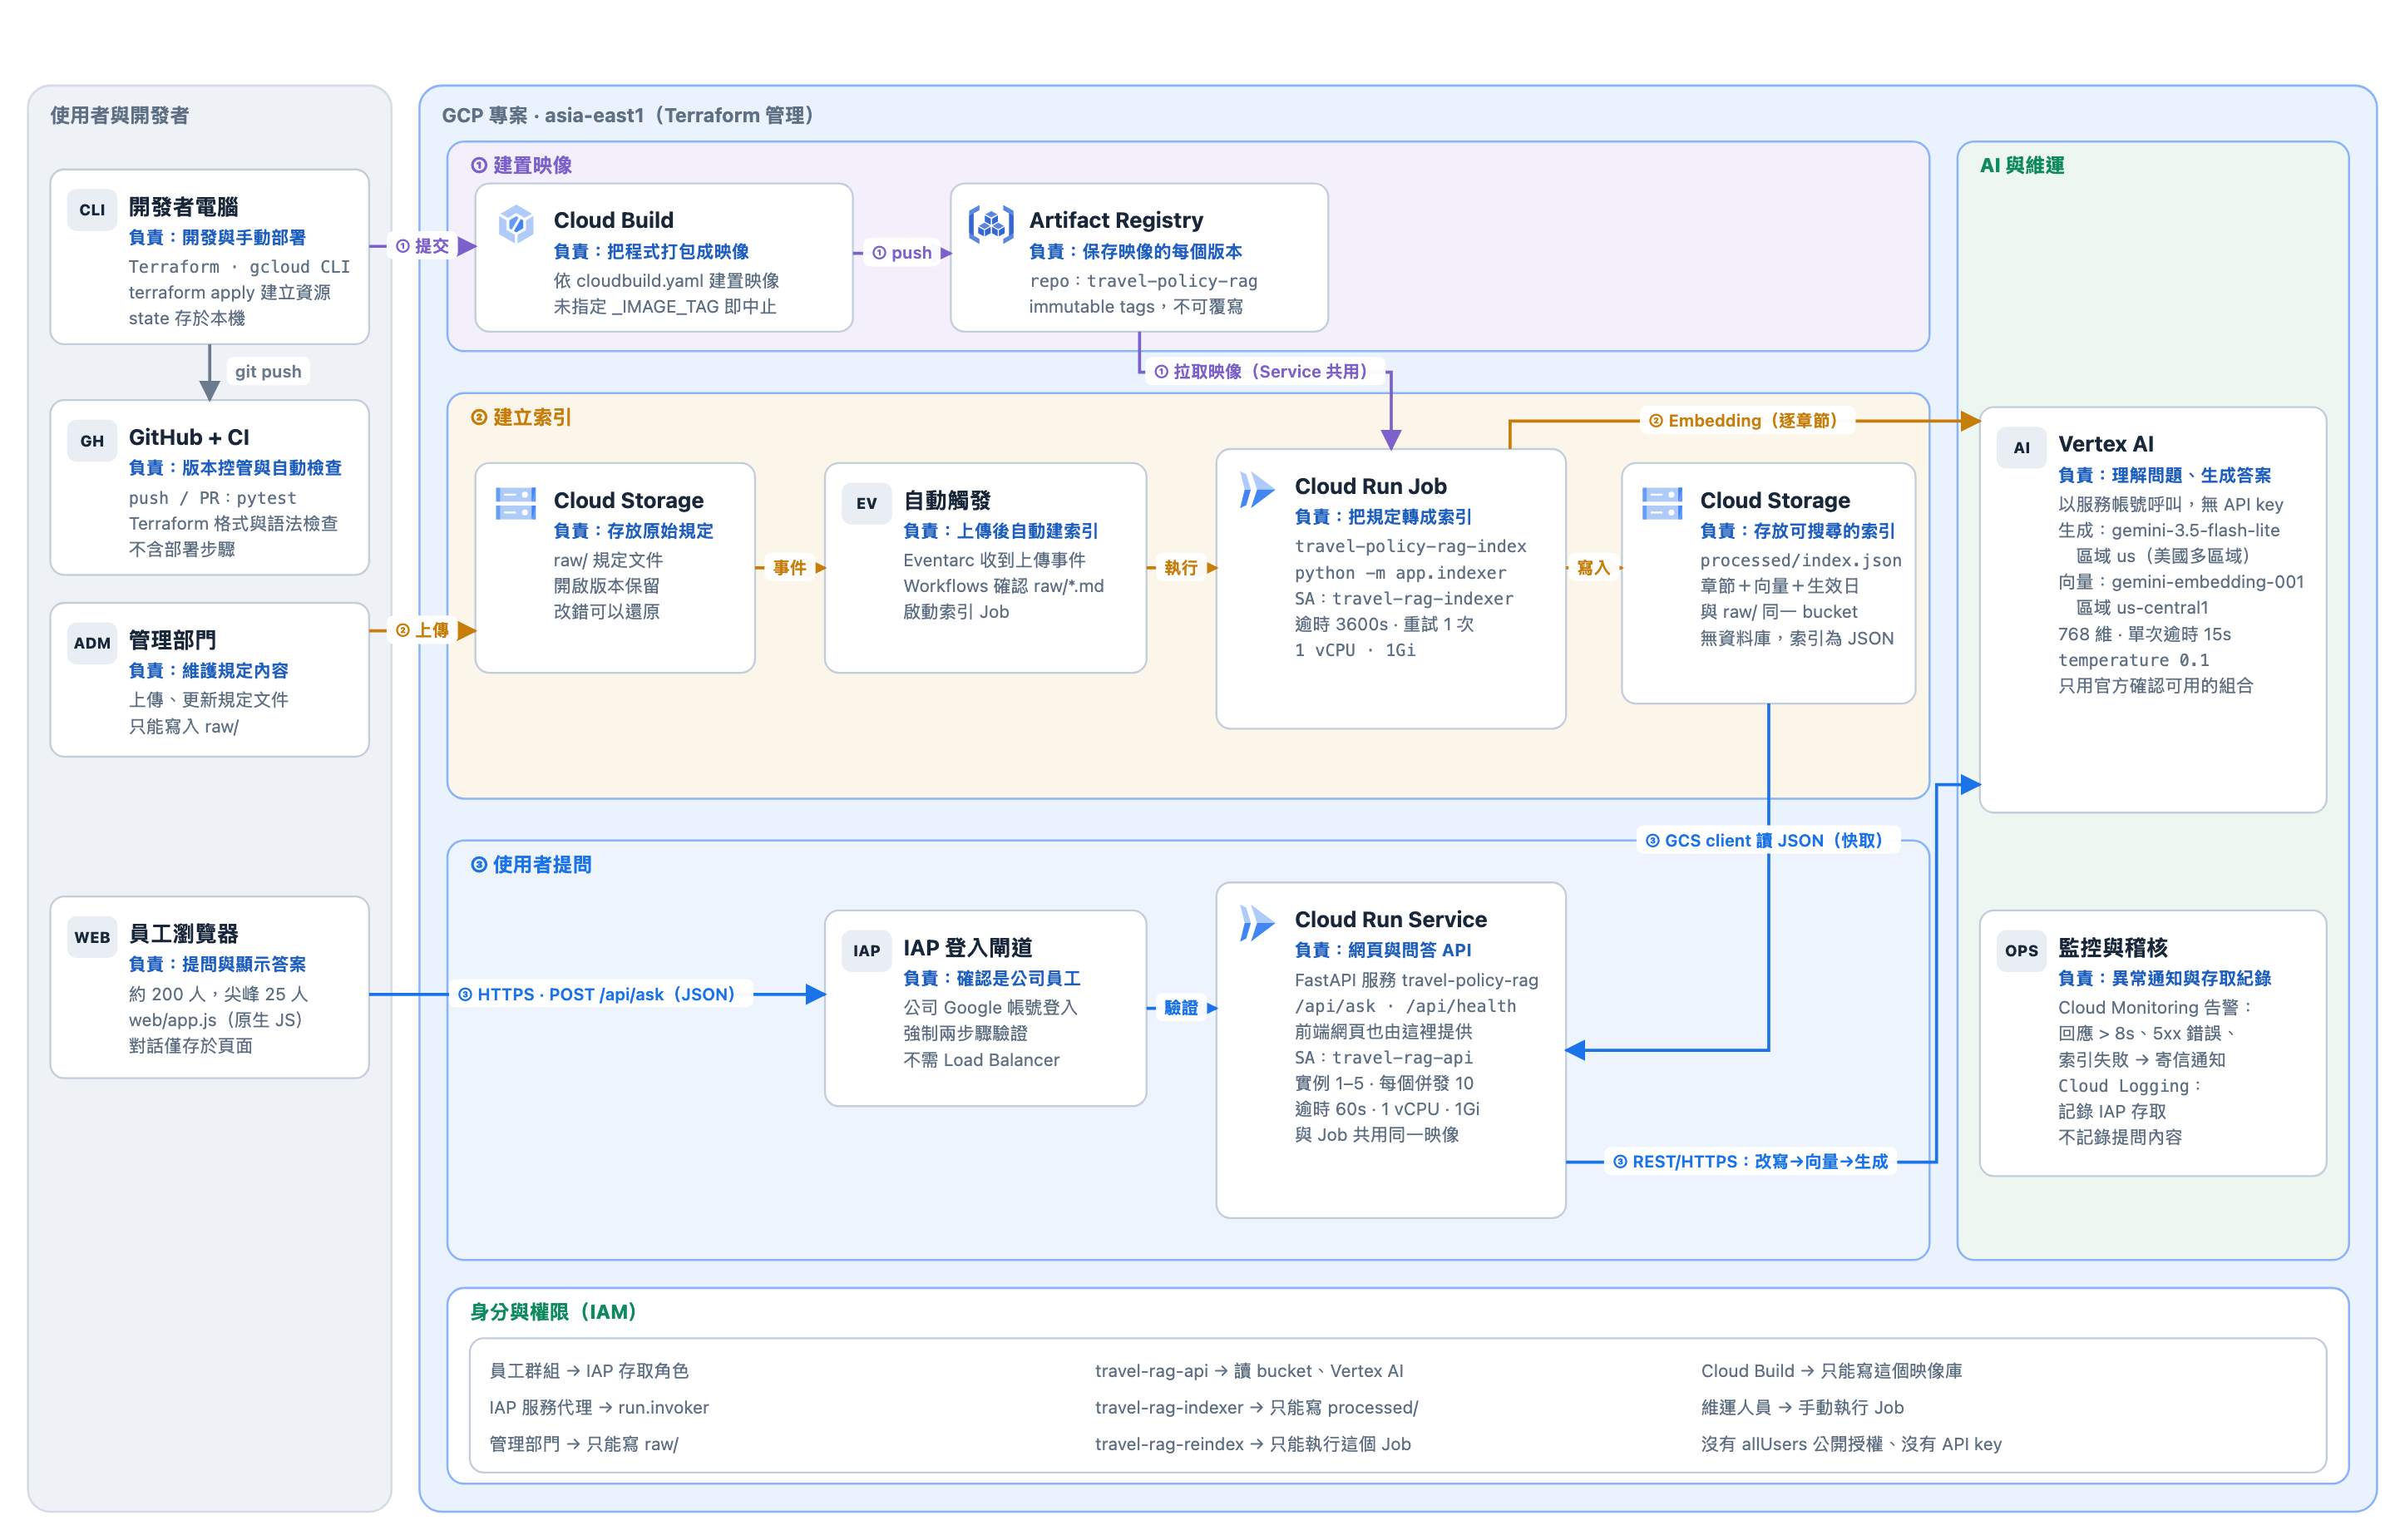 使用者與開發者
CLI
開發者電腦
負責：開發與手動部署
Terraform · gcloud CLI
terraform apply 建立資源
state 存於本機
git push
GH
GitHub + CI
負責：版本控管與自動檢查
push / PR：pytest
Terraform 格式與語法檢查
不含部署步驟
ADM
管理部門
負責：維護規定內容
上傳、更新規定文件
只能寫入 raw/
WEB
員工瀏覽器
負責：提問與顯示答案
約 200 人，尖峰 25 人
web/app.js（原生 JS）
對話僅存於頁面
① 提交
② 上傳
③ HTTPS · POST /api/ask（JSON）
GCP 專案 · asia-east1（Terraform 管理）
① 建置映像
Cloud Build
負責：把程式打包成映像
依 cloudbuild.yaml 建置映像
未指定 _IMAGE_TAG 即中止
① push
Artifact Registry
負責：保存映像的每個版本
repo：travel-policy-rag
immutable tags，不可覆寫
① 拉取映像（Service 共用）
② 建立索引
Cloud Storage
負責：存放原始規定
raw/ 規定文件
開啟版本保留
改錯可以還原
事件
EV
自動觸發
負責：上傳後自動建索引
Eventarc 收到上傳事件
Workflows 確認 raw/*.md
啟動索引 Job
執行
Cloud Run Job
負責：把規定轉成索引
travel-policy-rag-index
python -m app.indexer
SA：travel-rag-indexer
逾時 3600s · 重試 1 次
1 vCPU · 1Gi
寫入
Cloud Storage
負責：存放可搜尋的索引
processed/index.json
章節＋向量＋生效日
與 raw/ 同一 bucket
無資料庫，索引為 JSON
② Embedding（逐章節）
③ GCS client 讀 JSON（快取）
③ 使用者提問
IAP
IAP 登入閘道
負責：確認是公司員工
公司 Google 帳號登入
強制兩步驟驗證
不需 Load Balancer
驗證
Cloud Run Service
負責：網頁與問答 API
FastAPI 服務 travel-policy-rag
/api/ask · /api/health
前端網頁也由這裡提供
SA：travel-rag-api
實例 1–5 · 每個併發 10
逾時 60s · 1 vCPU · 1Gi
與 Job 共用同一映像
③ REST/HTTPS：改寫→向量→生成
AI 與維運
AI
Vertex AI
負責：理解問題、生成答案
以服務帳號呼叫，無 API key
生成：gemini-3.5-flash-lite
區域 us（美國多區域）
向量：gemini-embedding-001
區域 us-central1
768 維 · 單次逾時 15s
temperature 0.1
只用官方確認可用的組合
OPS
監控與稽核
負責：異常通知與存取紀錄
Cloud Monitoring 告警：
回應 > 8s、5xx 錯誤、
索引失敗 → 寄信通知
Cloud Logging：
記錄 IAP 存取
不記錄提問內容
身分與權限（IAM）
員工群組 → IAP 存取角色
IAP 服務代理 → run.invoker
管理部門 → 只能寫 raw/
travel-rag-api → 讀 bucket、Vertex AI
travel-rag-indexer → 只能寫 processed/
travel-rag-reindex → 只能執行這個 Job
Cloud Build → 只能寫這個映像庫
維運人員 → 手動執行 Job
沒有 allUsers 公開授權、沒有 API key